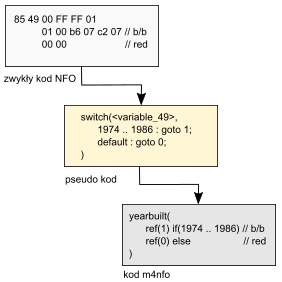 85 49 00 FF FF 01
01 00 b6 07 c2 07 // b/b
00 00 // red
zwykły kod NFO
switch(<variable_49>,
1974 .. 1986 : goto 1;
default : goto 0;
)
pseudo kod
yearbuilt(
ref(1) if(1974 .. 1986) // b/b
ref(0) else // red
)
kod m4nfo